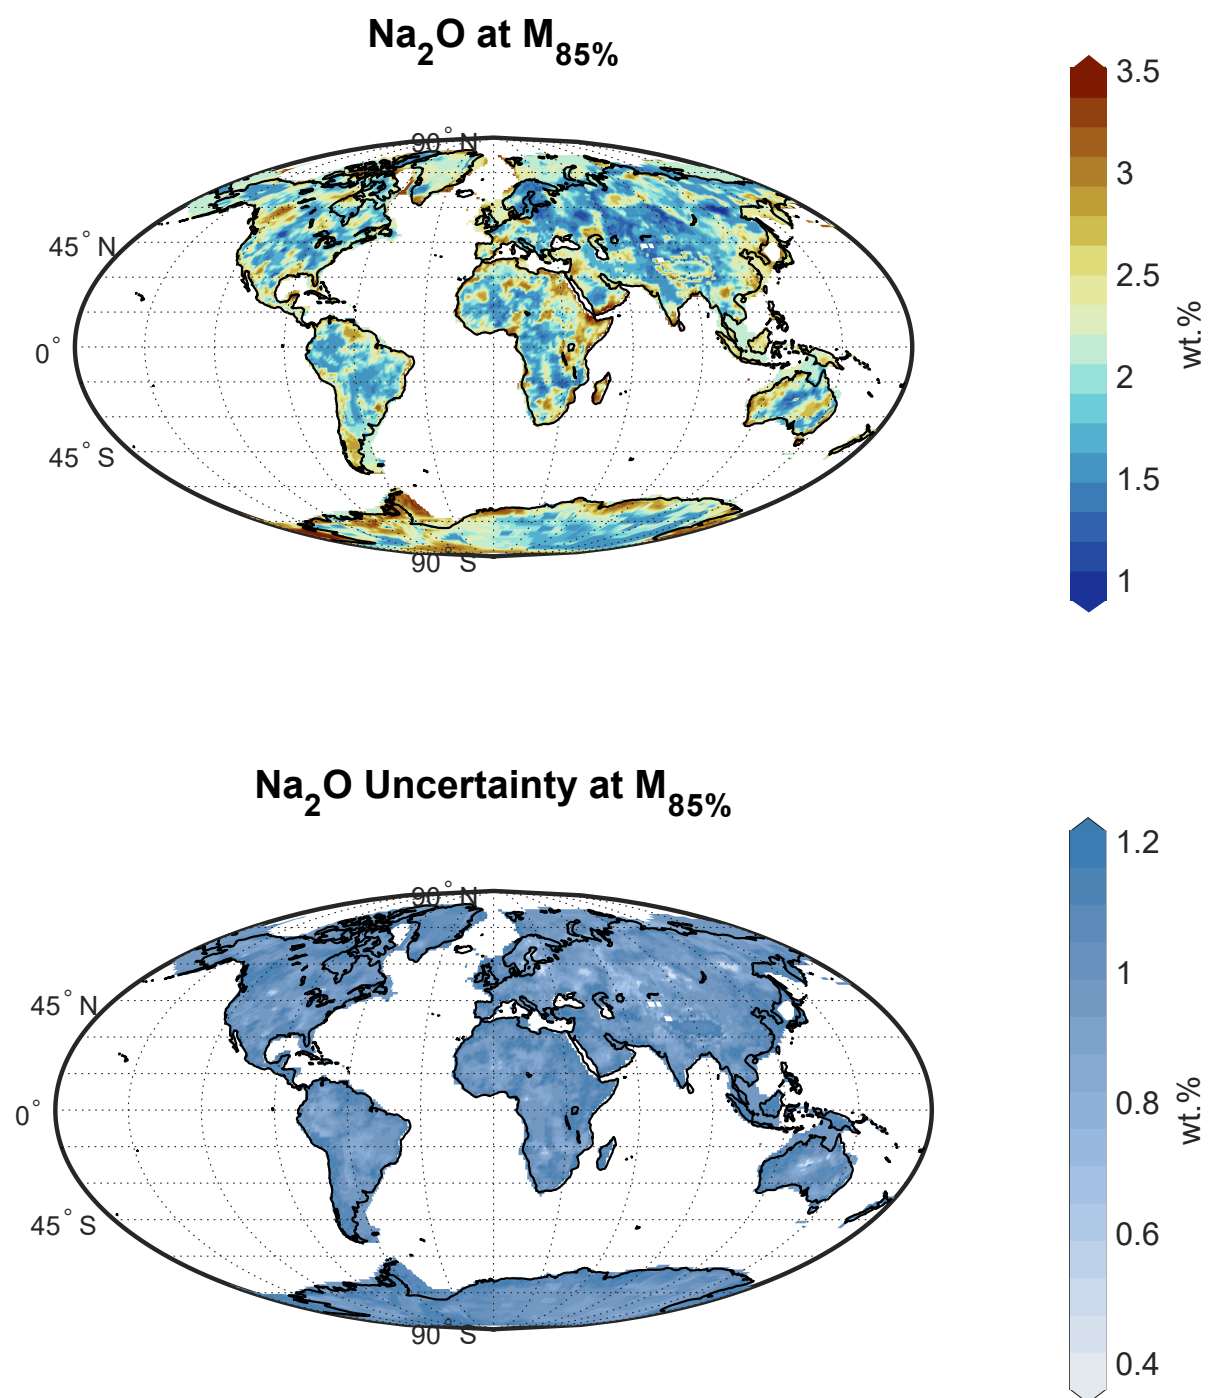 Na₂O at M₈₅%
90° N
45° N
0°
45° S
90° S
3.5
3
2.5
2
1.5
1
wt.%
Na₂O Uncertainty at M₈₅%
90° N
45° N
0°
45° S
90° S
1.2
1
0.8
0.6
0.4
wt.%